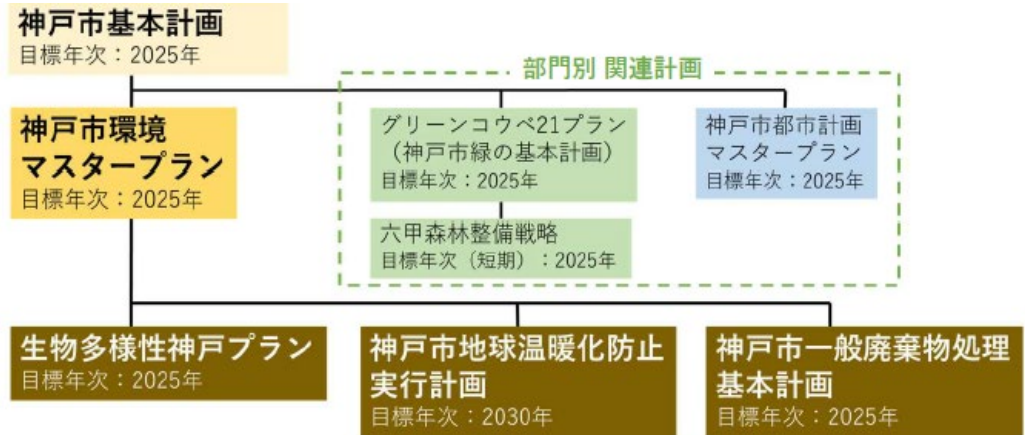 神戸市基本計画
目標年次：2025年
部門別 関連計画
神戸市環境
マスタープラン
目標年次：2025年
グリーンコウベ21プラン
（神戸市緑の基本計画）
目標年次：2025年
神戸市都市計画
マスタープラン
目標年次：2025年
六甲森林整備戦略
目標年次（短期）：2025年
生物多様性神戸プラン
目標年次：2025年
神戸市地球温暖化防止
実行計画
目標年次：2030年
神戸市一般廃棄物処理
基本計画
目標年次：2025年